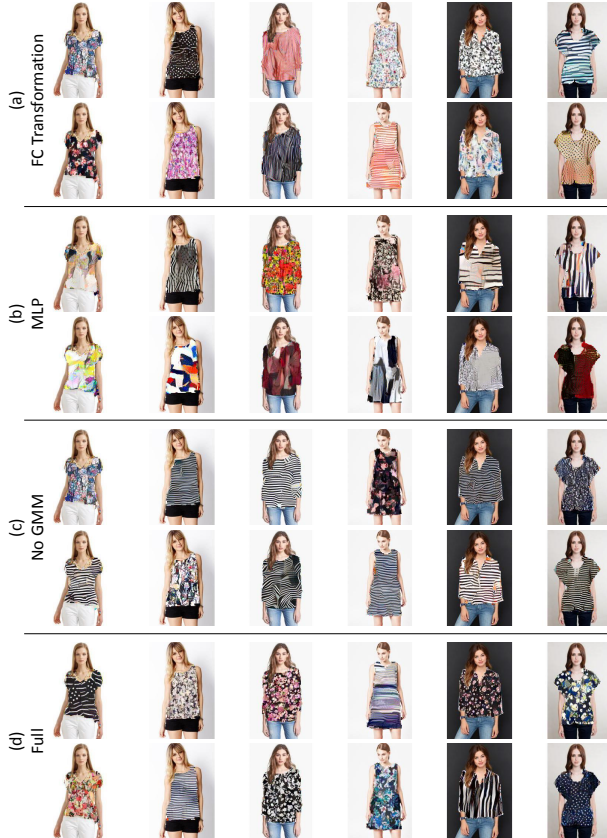 (a)
FC Transformation
(b)
MLP
(c)
No GMM
(d)
Full